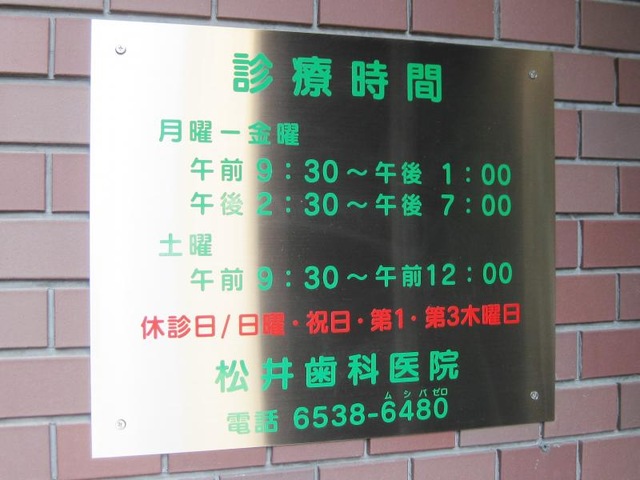 診療時間
月曜ー金曜
午前 9:30～午後 1:00
午後 2:30～午後 7:00
土曜
午前 9:30～午前12:00
休診日/日曜・祝日・第1・第3木曜日
松井歯科医院
ムシバゼロ
電話 6538-6480